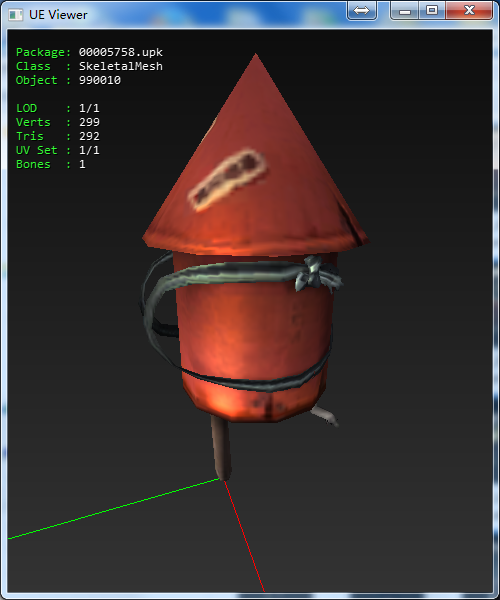 UE Viewer
Package: 00005758.upk
Class : SkeletalMesh
Object : 990010
LOD : 1/1
Verts : 299
Tris : 292
UV Set : 1/1
Bones : 1